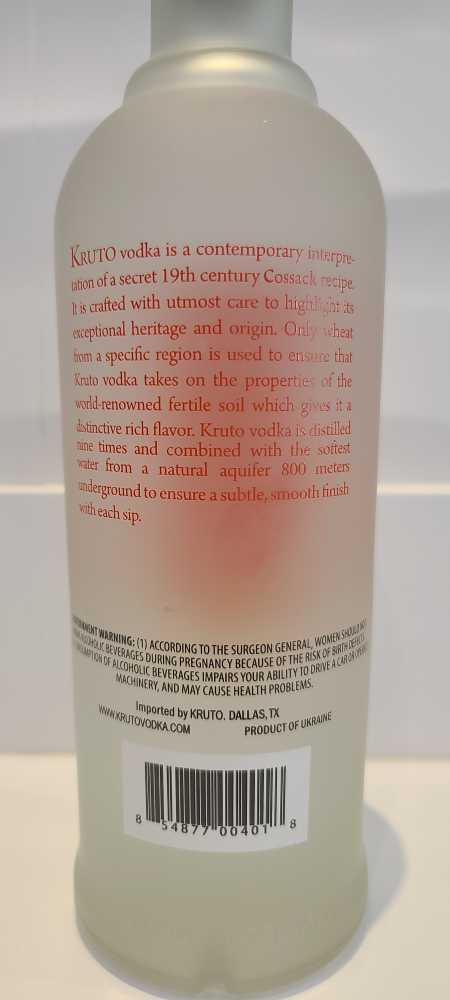 KRUTO vodka is a contemporary interpre-
tation of a secret 19th century Cossack recipe.
It is crafted with utmost care to highlight its
exceptional heritage and origin. Only wheat
from a specific region is used to ensure that
Kruto vodka takes on the properties of the
world-renowned fertile soil which gives it a
distinctive rich flavor. Kruto vodka is distilled
nine times and combined with the softest
water from a natural aquifer 800 meters
underground to ensure a subtle, smooth finish
with each sip.
WARNING: (1) ACCORDING TO THE SURGEON GENERAL, WOMEN SHOULD NOT
ALCOHOLIC BEVERAGES DURING PREGNANCY BECAUSE OF THE RISK OF BIRTH DEFECTS.
OF ALCOHOLIC BEVERAGES IMPAIRS YOUR ABILITY TO DRIVE A CAR OR
MACHINERY, AND MAY CAUSE HEALTH PROBLEMS.
Imported by KRUTO. DALLAS, TX
WWW.KRUTOVODKA.COM PRODUCT OF UKRAINE
8 54877 00401 8